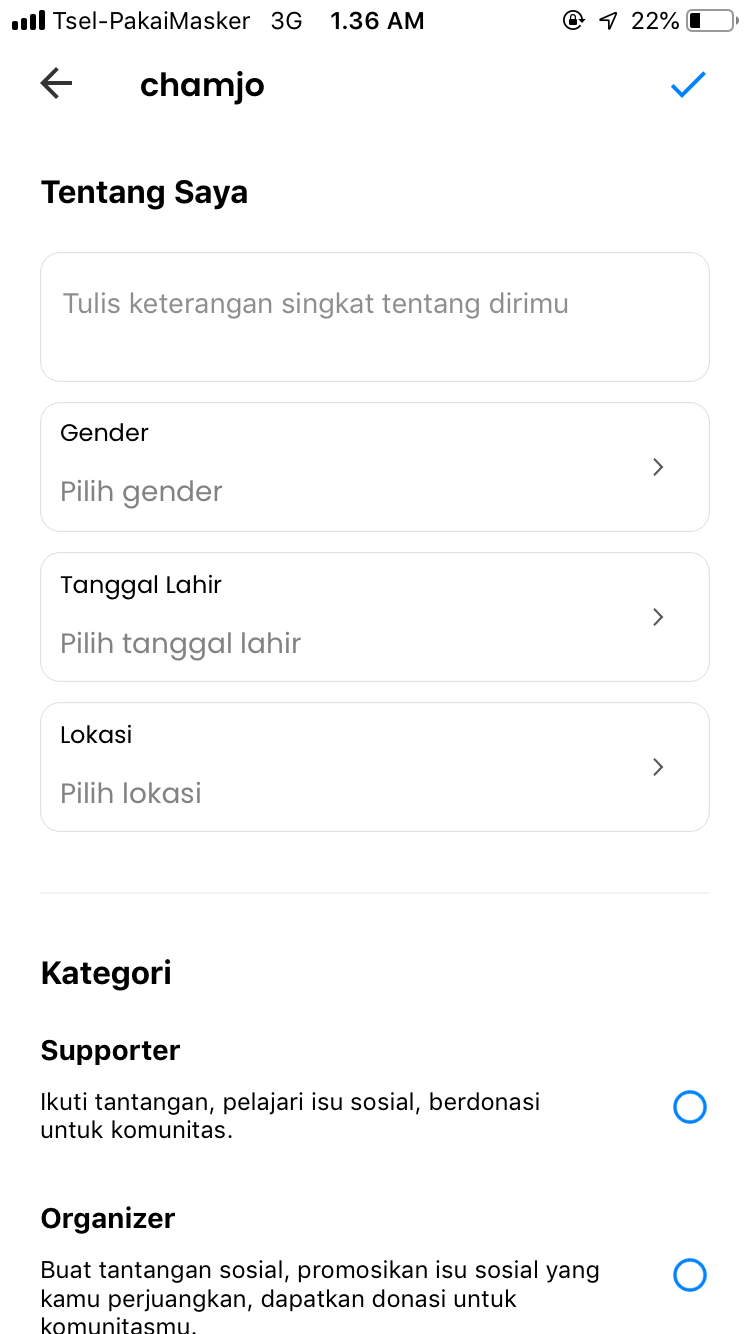 Tsel-PakaiMasker 3G 1.36 AM 22%
chamjo
Tentang Saya
Tulis keterangan singkat tentang dirimu
Gender
Pilih gender
Tanggal Lahir
Pilih tanggal lahir
Lokasi
Pilih lokasi
Kategori
Supporter
Ikuti tantangan, pelajari isu sosial, berdonasi
untuk komunitas.
Organizer
Buat tantangan sosial, promosikan isu sosial yang
kamu perjuangkan, dapatkan donasi untuk
komunitasmu.